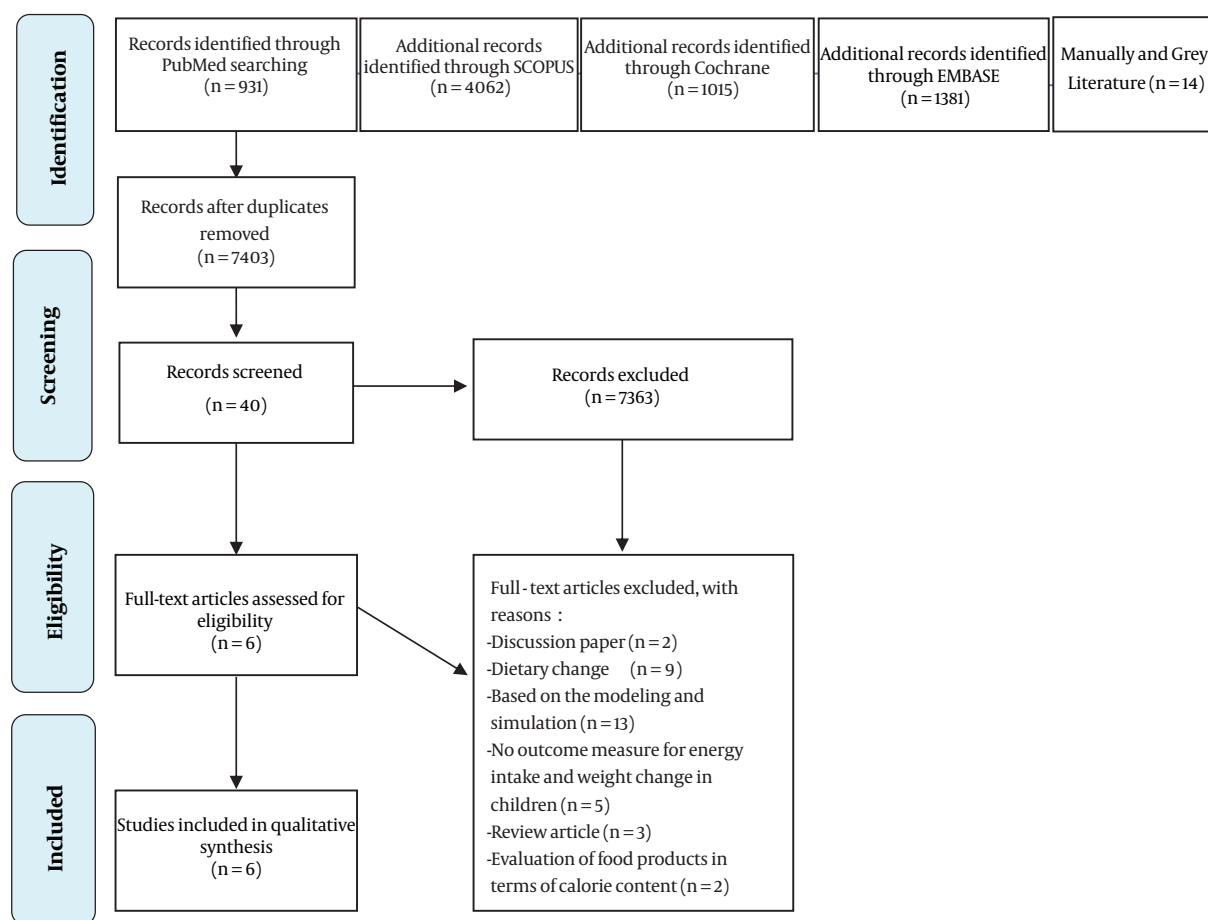 Identification
Records identified through
PubMed searching
(n = 931)
Additional records
identified through SCOPUS
(n = 4062)
Additional records identified
through Cochrane
(n = 1015)
Additional records identified
through EMBASE
(n = 1381)
Manually and Grey
Literature (n = 14)
Records after duplicates
removed
(n = 7403)
Screening
Records screened
(n = 40)
Records excluded
(n = 7363)
Eligibility
Full-text articles assessed for
eligibility
(n = 6)
Full-text articles excluded, with
reasons :
-Discussion paper (n = 2)
-Dietary change (n = 9)
-Based on the modeling and
simulation (n = 13)
-No outcome measure for energy
intake and weight change in
children (n = 5)
-Review article (n = 3)
-Evaluation of food products in
terms of calorie content (n = 2)
Included
Studies included in qualitative
synthesis
(n = 6)